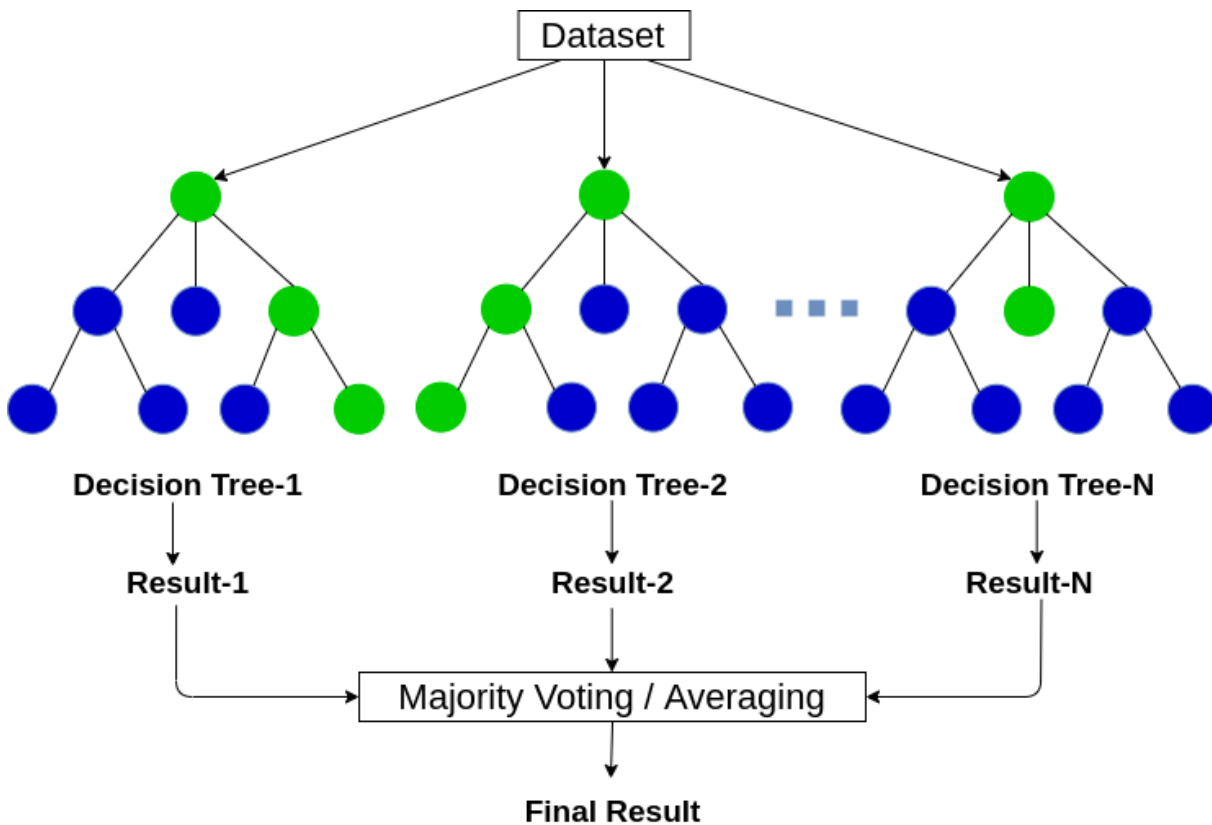 Dataset
Decision Tree-1
Decision Tree-2
Decision Tree-N
Result-1
Result-2
Result-N
Majority Voting / Averaging
Final Result